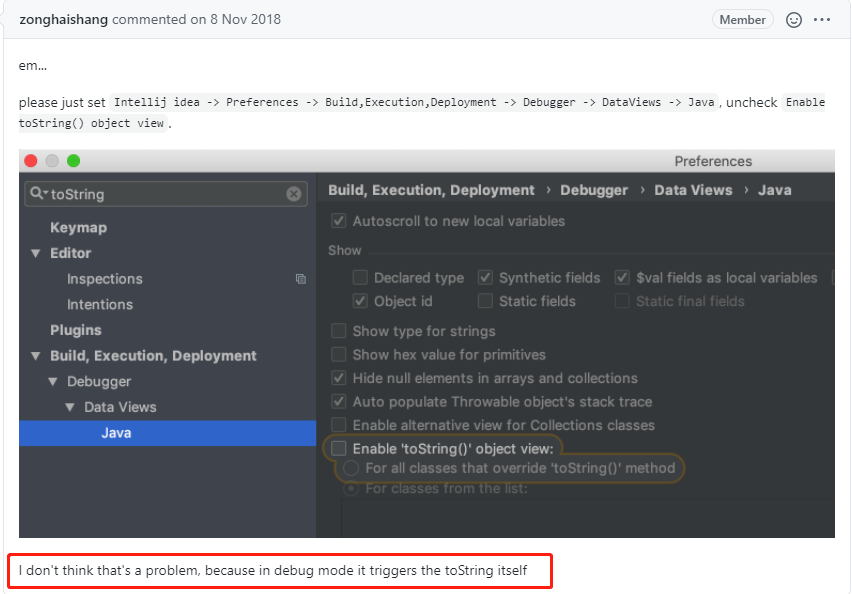 zonghaishang commented on 8 Nov 2018
Member
em...
please just set Intellij idea -> Preferences -> Build,Execution,Deployment -> Debugger -> DataViews -> Java, uncheck Enable
toString() object view.
Preferences
toString
Build, Execution, Deployment › Debugger › Data Views › Java
Keymap
Editor
Inspections
Intentions
Plugins
Build, Execution, Deployment
Debugger
Data Views
Java
Autoscroll to new local variables
Show
Declared type Synthetic fields $val fields as local variables
Object id Static fields Static final fields
Show type for strings
Show hex value for primitives
Hide null elements in arrays and collections
Auto populate Throwable object's stack trace
Enable alternative view for Collections classes
Enable 'toString()' object view:
For all classes that override 'toString()' method
For classes from the list:
I don't think that's a problem, because in debug mode it triggers the toString itself